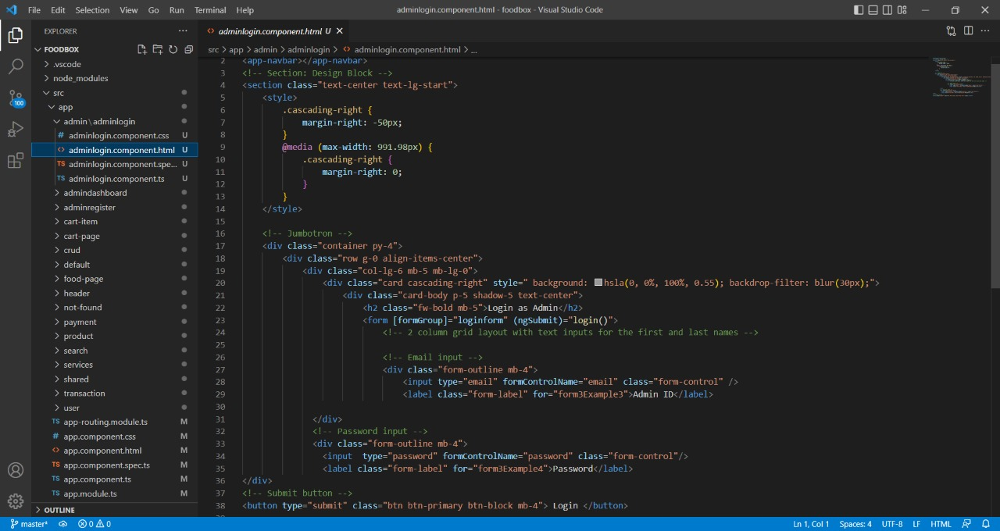 File Edit Selection View Go Run Terminal Help
adminlogin.component.html - foodbox - Visual Studio Code
EXPLORER
adminlogin.component.html U
FOODBOX
src > app > admin > adminlogin > adminlogin.component.html > ...
.vscode
node_modules
src
100
app
admin\adminlogin
adminlogin.component.css U
adminlogin.component.html U
TS adminlogin.component.spe... U
TS adminlogin.component.ts U
admindashboard
adminregister
cart-item
cart-page
crud
default
food-page
header
not-found
payment
product
search
services
shared
transaction
user
TS app-routing.module.ts M
# app.component.css M
app.component.html M
TS app.component.spec.ts M
TS app.component.ts M
TS app.module.ts M
OUTLINE
2 <app-navbar></app-navbar>
3 <!-- Section: Design Block -->
4 <section class="text-center text-lg-start">
5 <style>
6 .cascading-right {
7 margin-right: -50px;
8 }
9 @media (max-width: 991.98px) {
10 .cascading-right {
11 margin-right: 0;
12 }
13 }
14 </style>
15
16 <!-- Jumbotron -->
17 <div class="container py-4">
18 <div class="row g-0 align-items-center">
19 <div class="col-lg-6 mb-5 mb-lg-0">
20 <div class="card cascading-right" style=" background: hsla(0, 0%, 100%, 0.55); backdrop-filter: blur(30px);">
21 <div class="card-body p-5 shadow-5 text-center">
22 <h2 class="fw-bold mb-5">Login as Admin</h2>
23 <form [formGroup]="loginform" (ngSubmit)="login()">
24 <!-- 2 column grid layout with text inputs for the first and last names -->
25
26 <!-- Email input -->
27 <div class="form-outline mb-4">
28 <input type="email" formControlName="email" class="form-control" />
29 <label class="form-label" for="form3Example3">Admin ID</label>
30
31 </div>
32 <!-- Password input -->
33 <div class="form-outline mb-4">
34 <input  type="password" formControlName="password" class="form-control"/>
35 <label class="form-label" for="form3Example4">Password</label>
36 </div>
37 <!-- Submit button -->
38 <button type="submit" class="btn btn-primary btn-block mb-4"> Login </button>
master* 0 0 Ln 1, Col 1 Spaces: 4 UTF-8 LF HTML